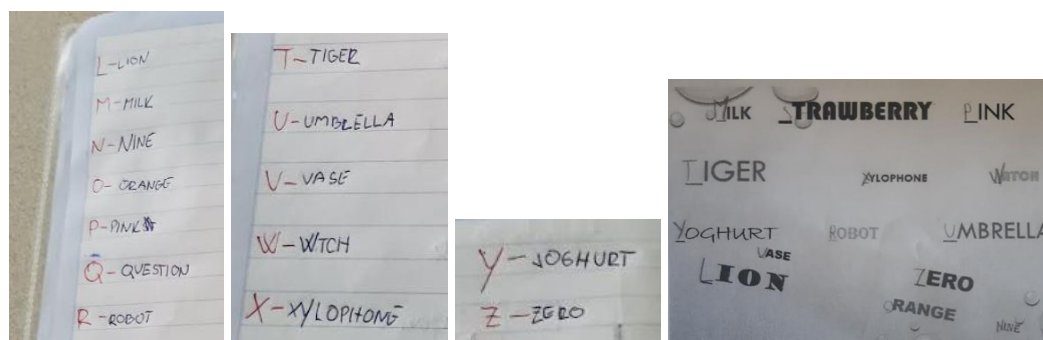 L-LION
M-MILK
N-NINE
O-ORANGE
P-PINK
Q-QUESTION
R-ROBOT
T-TIGER
U-UMBRELLA
V-VASE
W-WTCH
X-XYLOPHONE
Y-JOGHURT
Z-ZERO
MILK STRAWBERRY PINK
TIGER XYLOPHONE WATCH
YOGHURT ROBOT UMBRELLA
VASE
LION ZERO
ORANGE
NINE